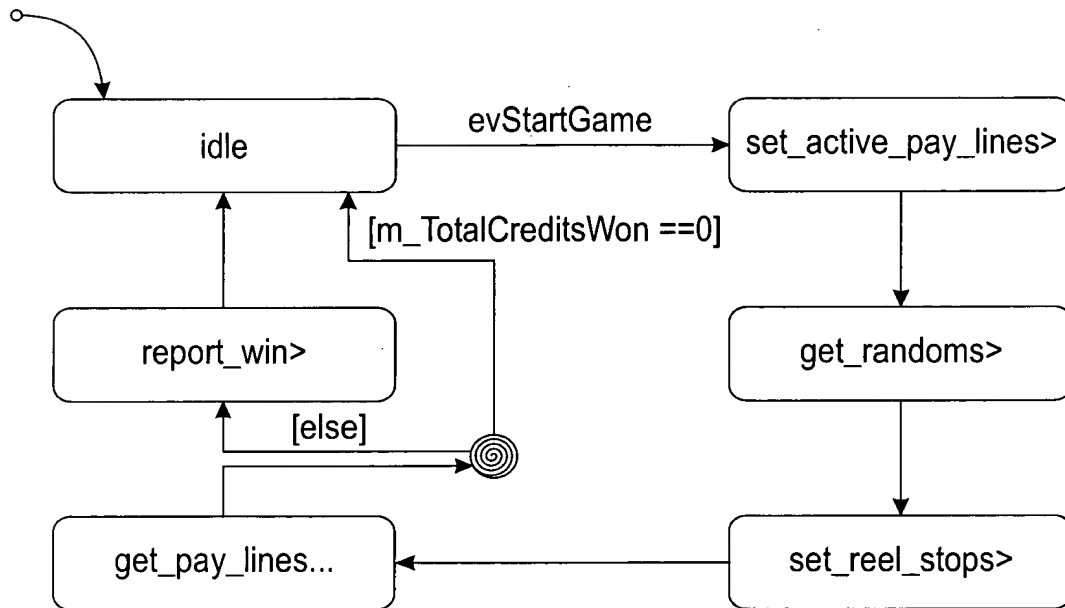 idle
evStartGame
set_active_pay_lines>
[m_TotalCreditsWon ==0]
report_win>
get_randoms>
[else]
get_pay_lines...
set_reel_stops>